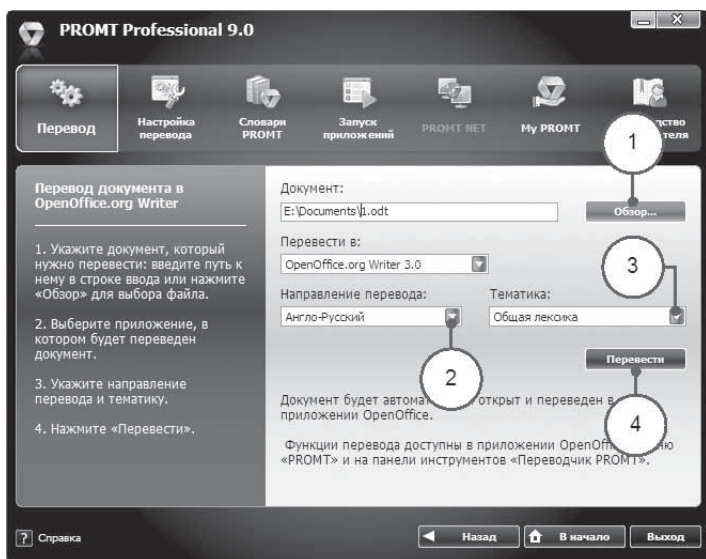 PROMT Professional 9.0
Перевод
Настройка перевода
Словари PROMT
Запуск приложений
PROMT NET
My PROMT
1
Перевод документа в
OpenOffice.org Writer
1. Укажите документ, который
нужно перевести: введите путь к
нему в строке ввода или нажмите
«Обзор» для выбора файла.
2. Выберите приложение, в
котором будет переведен
документ.
3. Укажите направление
перевода и тематику.
4. Нажмите «Перевести».
Документ:
E:\Documents\1.odt
Обзор...
Перевести в:
OpenOffice.org Writer 3.0
3
Направление перевода:
Тематика:
Англо-Русский
Общая лексика
2
Перевести
4
Документ будет открыт и переведен в
приложении OpenOffice.
Функции перевода доступны в приложении
«PROMT» и на панели инструментов «Переводчик PROMT».
? Справка
Назад
В начало
Выход